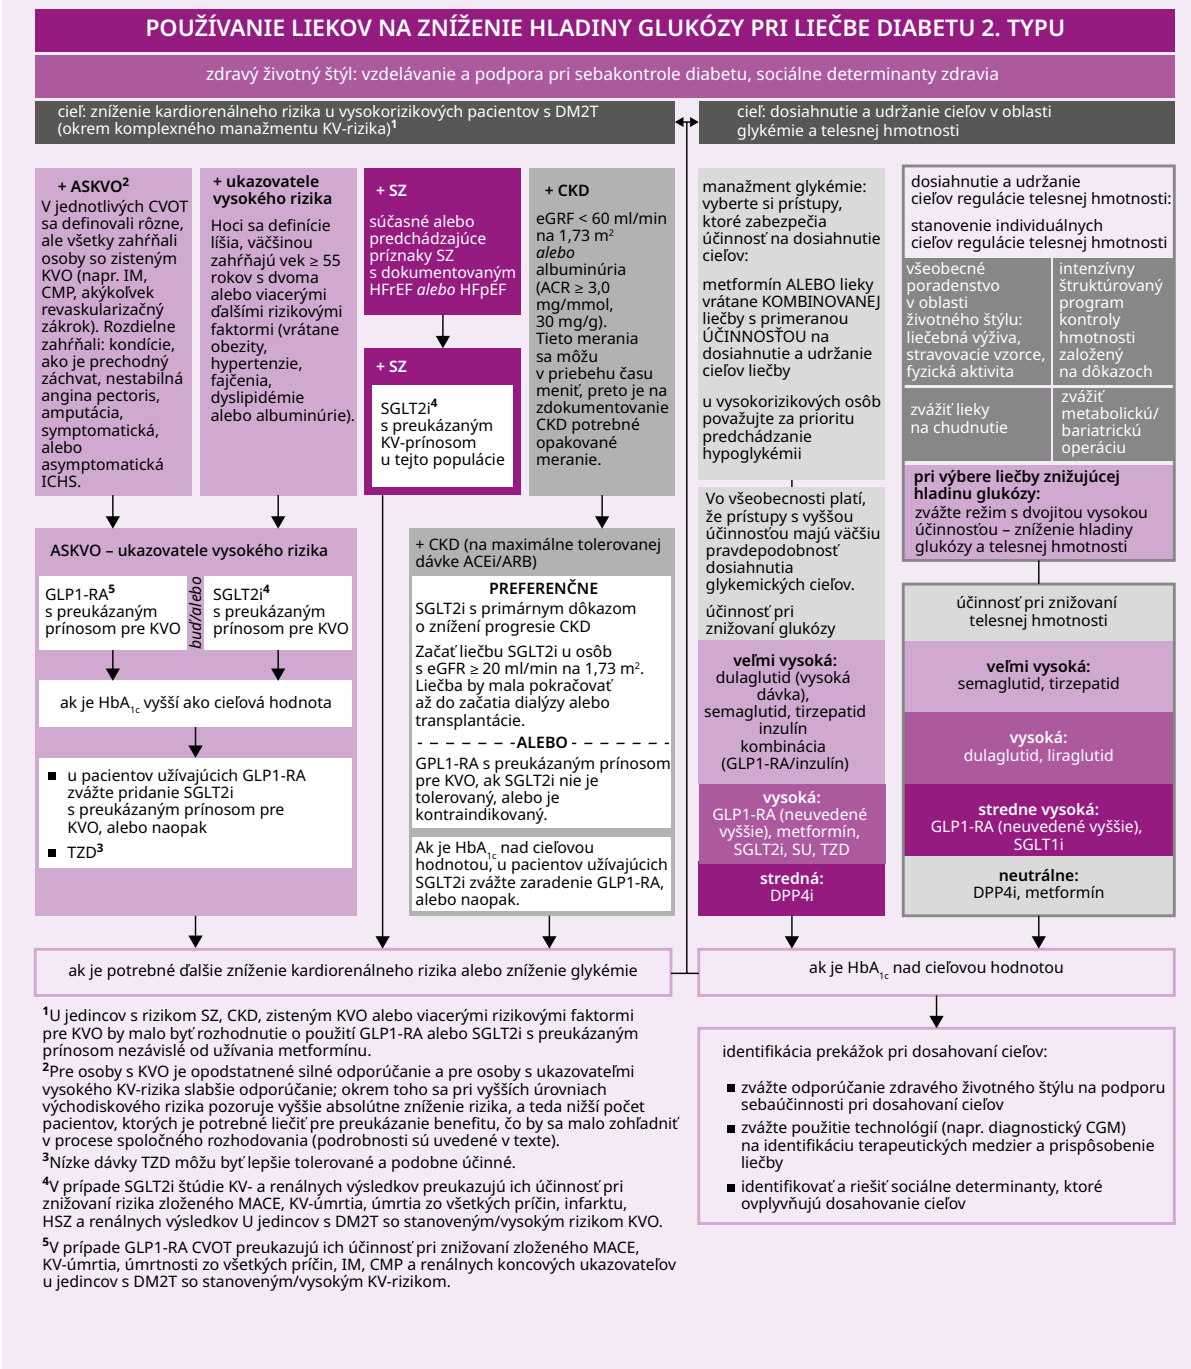 POUŽÍVANIE LIEKOV NA ZNÍŽENIE HLADINY GLUKÓZY PRI LIEČBE DIABETU 2. TYPU
zdravý životný štýl: vzdelávanie a podpora pri sebakontrole diabetu, sociálne determinanty zdravia
cieľ: zníženie kardiorenálneho rizika u vysokorizikových pacientov s DM2T
(okrem komplexného manažmentu KV-rizika)¹
cieľ: dosiahnutie a udržanie cieľov v oblasti
glykémie a telesnej hmotnosti
+ ASKVO²
V jednotlivých CVOT
sa definovali rôzne,
ale všetky zahŕňali
osoby so zisteným
KVO (napr. IM,
CMP, akýkoľvek
revaskularizačný
zákrok). Rozdielne
zahŕňali: kondície,
ako je prechodný
záchvat, nestabilná
angina pectoris,
amputácia,
symptomatická,
alebo
asymptomatická
ICHS.
+ ukazovatele
vysokého rizika
Hoci sa definície
líšia, väčšinou
zahŕňajú vek ≥ 55
rokov s dvoma
alebo viacerými
ďalšími rizikovými
faktormi (vrátane
obezity,
hypertenzie,
fajčenia,
dyslipidémie
alebo albuminúrie).
+ SZ
súčasné alebo
predchádzajúce
príznaky SZ
s dokumentovaným
HFrEF alebo HFpEF
+ SZ
SGLT2i⁴
s preukázaným
KV-prínosom
u tejto populácie
+ CKD
eGRF < 60 ml/min
na 1,73 m²
alebo
albuminúria
(ACR ≥ 3,0
mg/mmol,
30 mg/g).
Tieto merania
sa môžu
v priebehu času
meniť, preto je na
zdokumentovanie
CKD potrebné
opakované
meranie.
ASKVO – ukazovatele vysokého rizika
GLP1-RA⁵
s preukázaným
prínosom pre KVO
buď/alebo
SGLT2i⁴
s preukázaným
prínosom pre KVO
ak je HbA1c vyšší ako cieľová hodnota
■ u pacientov užívajúcich GLP1-RA
zvážte pridanie SGLT2i
s preukázaným prínosom pre
KVO, alebo naopak
■ TZD³
+ CKD (na maximálne tolerovanej
dávke ACEi/ARB)
PREFERENČNE
SGLT2i s primárnym dôkazom
o znížení progresie CKD
Začať liečbu SGLT2i u osôb
s eGFR ≥ 20 ml/min na 1,73 m².
Liečba by mala pokračovať
až do začatia dialýzy alebo
transplantácie.
- - - - - - -ALEBO- - - - - - - -
GPL1-RA s preukázaným prínosom
pre KVO, ak SGLT2i nie je
tolerovaný, alebo je
kontraindikovaný.
Ak je HbA1c nad cieľovou
hodnotou, u pacientov užívajúcich
SGLT2i zvážte zaradenie GLP1-RA,
alebo naopak.
manažment glykémie:
vyberte si prístupy,
ktoré zabezpečia
účinnosť na dosiahnutie
cieľov:
metformín ALEBO lieky
vrátane KOMBINOVANEJ
liečby s primeranou
ÚČINNOSŤOU na
dosiahnutie a udržanie
cieľov liečby
u vysokorizikových osôb
považujte za prioritu
predchádzanie
hypoglykémii
Vo všeobecnosti platí,
že prístupy s vyššou
účinnosťou majú väčšiu
pravdepodobnosť
dosiahnutia
glykemických cieľov.
účinnosť pri
znižovaní glukózy
veľmi vysoká:
dulaglutid (vysoká
dávka),
semaglutid, tirzepatid
inzulín
kombinácia
(GLP1-RA/inzulín)
vysoká:
GLP1-RA (neuvedené
vyššie), metformín,
SGLT2i, SU, TZD
stredná:
DPP4i
dosiahnutie a udržanie
cieľov regulácie telesnej hmotnosti:
stanovenie individuálnych
cieľov regulácie telesnej hmotnosti
všeobecné
poradenstvo
v oblasti
životného štýlu:
liečebná výživa,
stravovacie vzorce,
fyzická aktivita
intenzívny
štruktúrovaný
program
kontroly
hmotnosti
založený
na dôkazoch
zvážiť lieky
na chudnutie
zvážiť
metabolickú/
bariatrickú
operáciu
pri výbere liečby znižujúcej
hladinu glukózy:
zvážte režim s dvojitou vysokou
účinnosťou – zníženie hladiny
glukózy a telesnej hmotnosti
účinnosť pri znižovaní
telesnej hmotnosti
veľmi vysoká:
semaglutid, tirzepatid
vysoká:
dulaglutid, liraglutid
stredne vysoká:
GLP1-RA (neuvedené vyššie),
SGLT1i
neutrálne:
DPP4i, metformín
ak je potrebné ďalšie zníženie kardiorenálneho rizika alebo zníženie glykémie
ak je HbA1c nad cieľovou hodnotou
¹U jedincov s rizikom SZ, CKD, zisteným KVO alebo viacerými rizikovými faktormi
pre KVO by malo byť rozhodnutie o použití GLP1-RA alebo SGLT2i s preukázaným
prínosom nezávislé od užívania metformínu.
²Pre osoby s KVO je opodstatnené silné odporúčanie a pre osoby s ukazovateľmi
vysokého KV-rizika slabšie odporúčanie; okrem toho sa pri vyšších úrovniach
východiskového rizika pozoruje vyššie absolútne zníženie rizika, a teda nižší počet
pacientov, ktorých je potrebné liečiť pre preukázanie benefitu, čo by sa malo zohľadniť
v procese spoločného rozhodovania (podrobnosti sú uvedené v texte).
³Nízke dávky TZD môžu byť lepšie tolerované a podobne účinné.
⁴V prípade SGLT2i štúdie KV- a renálnych výsledkov preukazujú ich účinnosť pri
znižovaní rizika zloženého MACE, KV-úmrtia, úmrtia zo všetkých príčin, infarktu,
HSZ a renálnych výsledkov U jedincov s DM2T so stanoveným/vysokým rizikom KVO.
⁵V prípade GLP1-RA CVOT preukazujú ich účinnosť pri znižovaní zloženého MACE,
KV-úmrtia, úmrtnosti zo všetkých príčin, IM, CMP a renálnych koncových ukazovateľov
u jedincov s DM2T so stanoveným/vysokým KV-rizikom.
identifikácia prekážok pri dosahovaní cieľov:
■ zvážte odporúčanie zdravého životného štýlu na podporu
sebaúčinnosti pri dosahovaní cieľov
■ zvážte použitie technológií (napr. diagnostický CGM)
na identifikáciu terapeutických medzier a prispôsobenie
liečby
■ identifikovať a riešiť sociálne determinanty, ktoré
ovplyvňujú dosahovanie cieľov